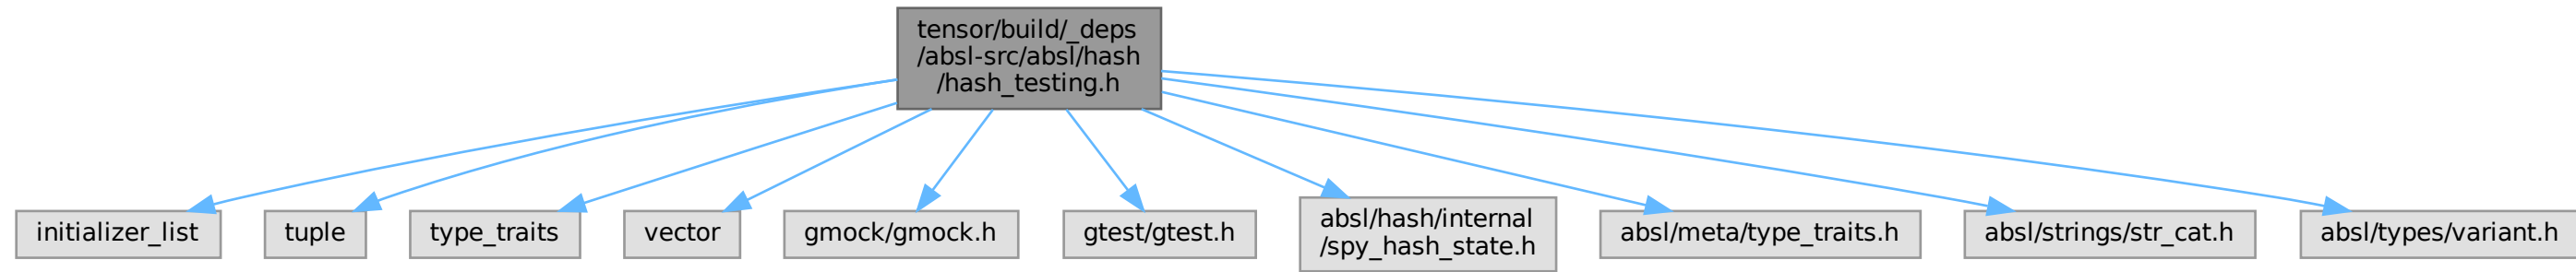 tensor/build/_deps
/absl-src/absl/hash
/hash_testing.h
initializer_list
tuple
type_traits
vector
gmock/gmock.h
gtest/gtest.h
absl/hash/internal
/spy_hash_state.h
absl/meta/type_traits.h
absl/strings/str_cat.h
absl/types/variant.h